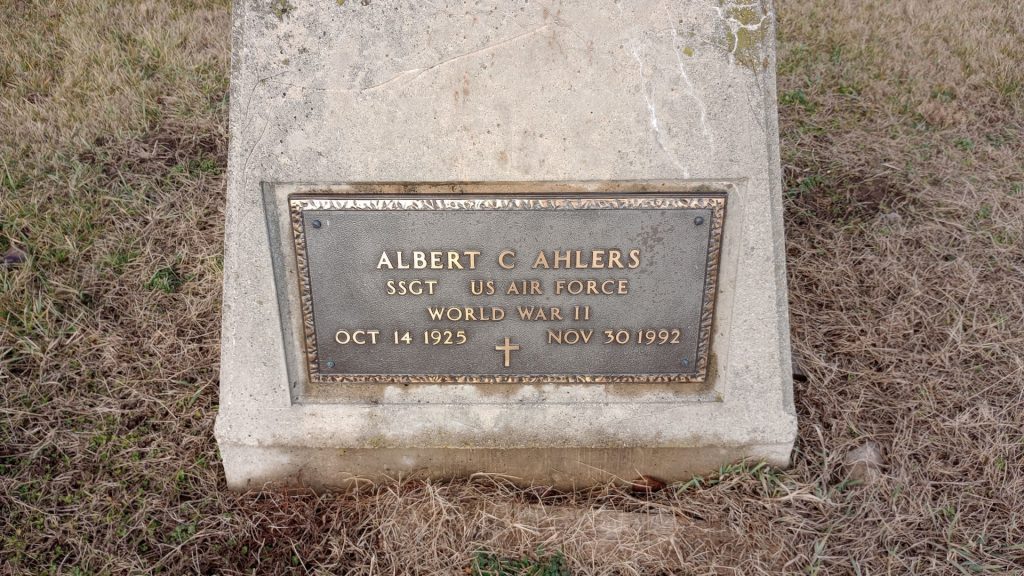 ALBERT C AHLERS
SSGT US AIR FORCE
WORLD WAR II
OCT 14 1925 NOV 30 1992